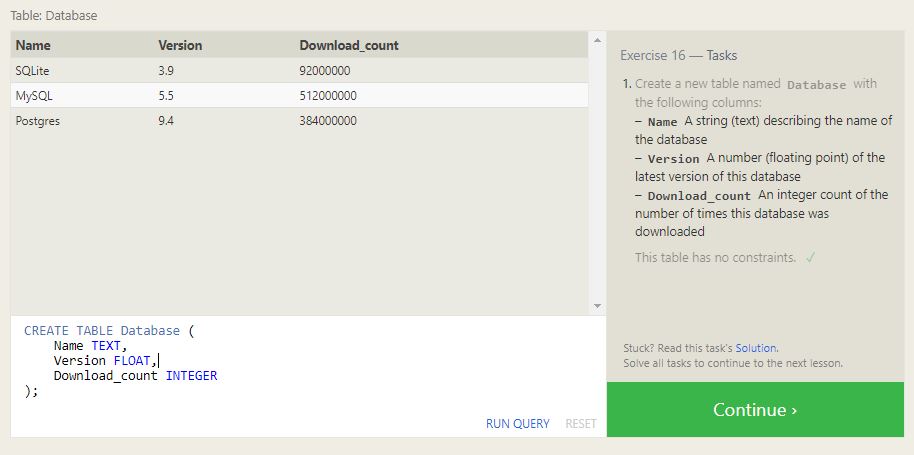 Table: Database
Name Version Download_count
SQLite 3.9 92000000
MySQL 5.5 512000000
Postgres 9.4 384000000
CREATE TABLE Database (
Name TEXT,
Version FLOAT,
Download_count INTEGER
);
RUN QUERY RESET
Exercise 16 — Tasks
1. Create a new table named Database with
the following columns:
– Name A string (text) describing the name of
the database
– Version A number (floating point) of the
latest version of this database
– Download_count An integer count of the
number of times this database was
downloaded
This table has no constraints. ✓
Stuck? Read this task's Solution.
Solve all tasks to continue to the next lesson.
Continue ›